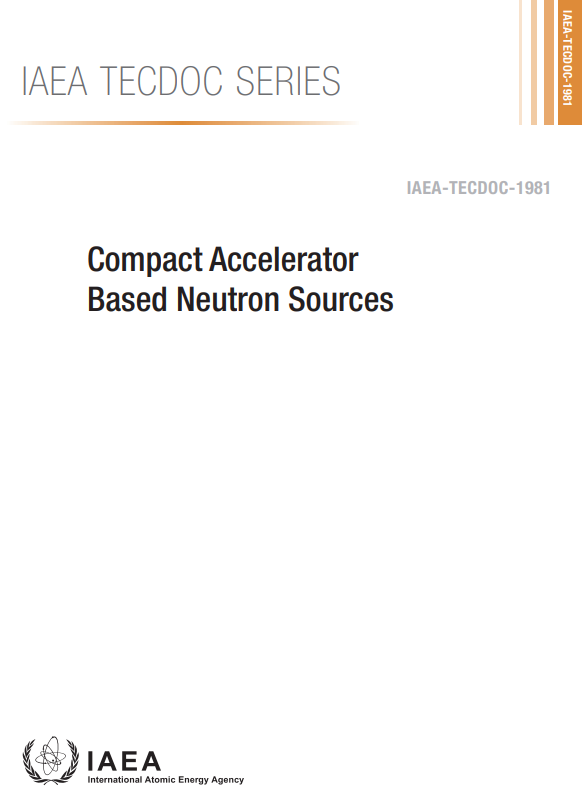 IAEA-TECDOC-1981
IAEA TECDOC SERIES
IAEA-TECDOC-1981
Compact Accelerator
Based Neutron Sources
IAEA
International Atomic Energy Agency